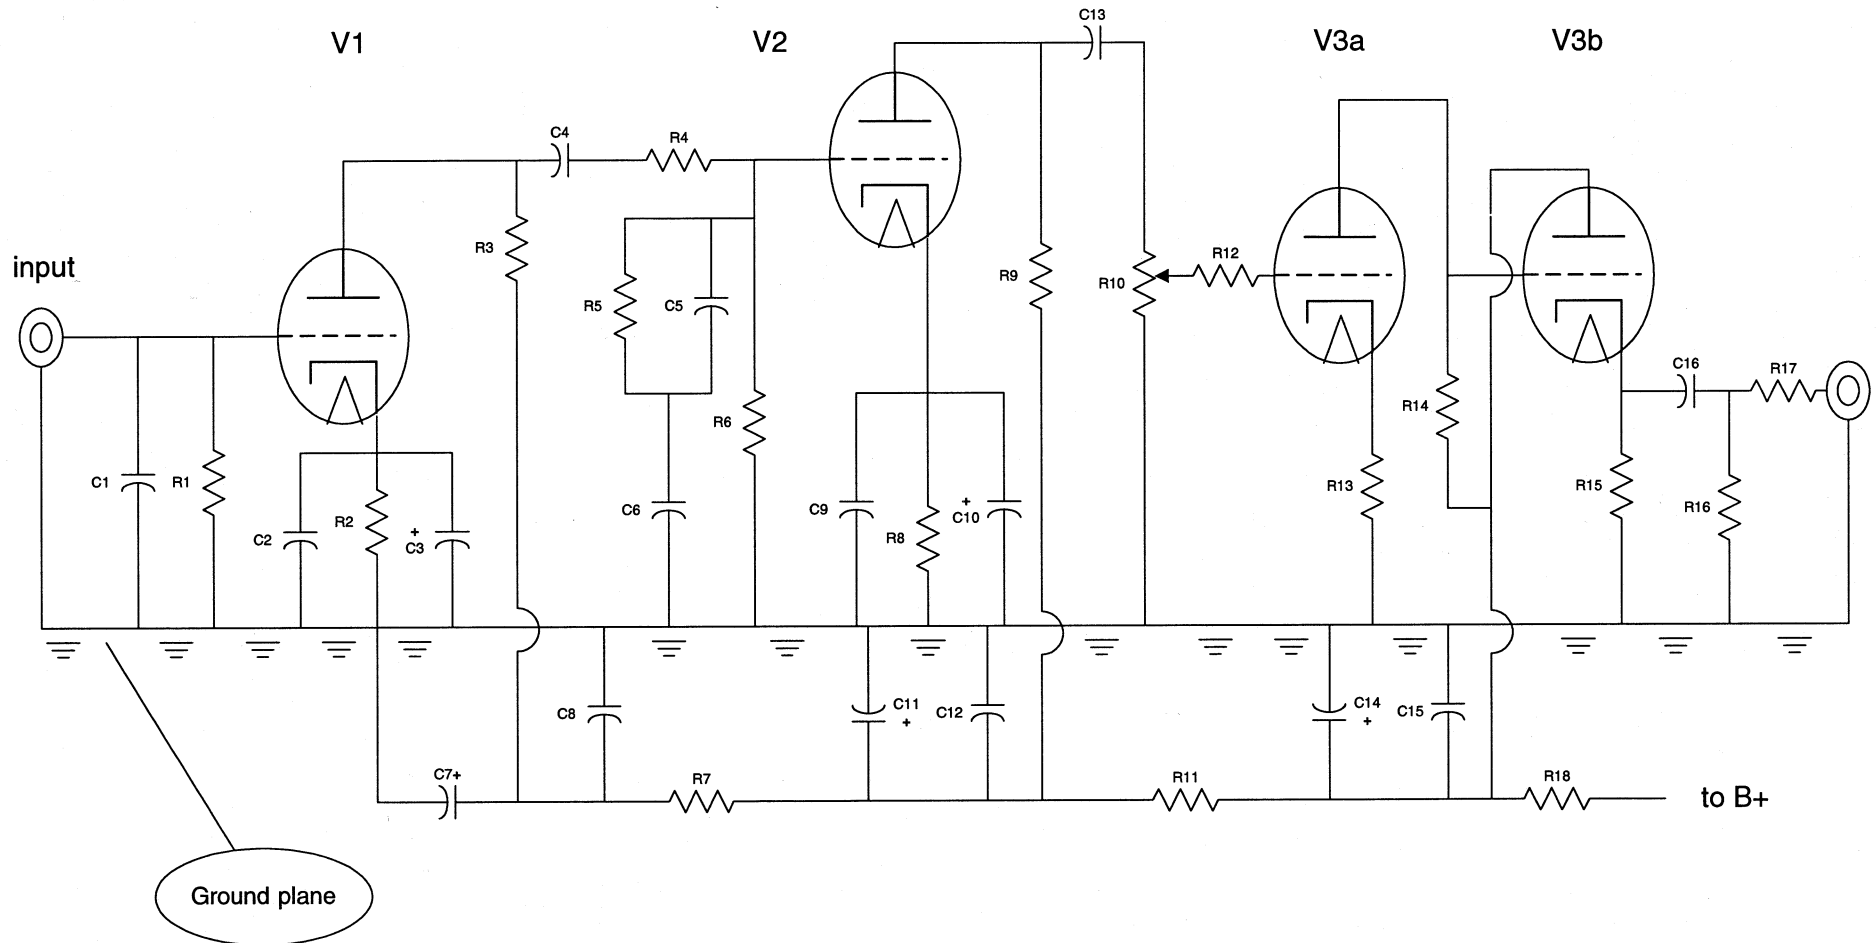 V1
V2
C13
V3a
V3b
C4
R4
R3
input
R5
C5
R9
R10
R12
C16
R17
R14
R6
C1
R1
R2
C2
+
C3
C6
C9
R8
+
C10
R13
R15
R16
C8
C11
+
C12
C14
+
C15
C7+
R7
R11
R18
to B+
Ground plane